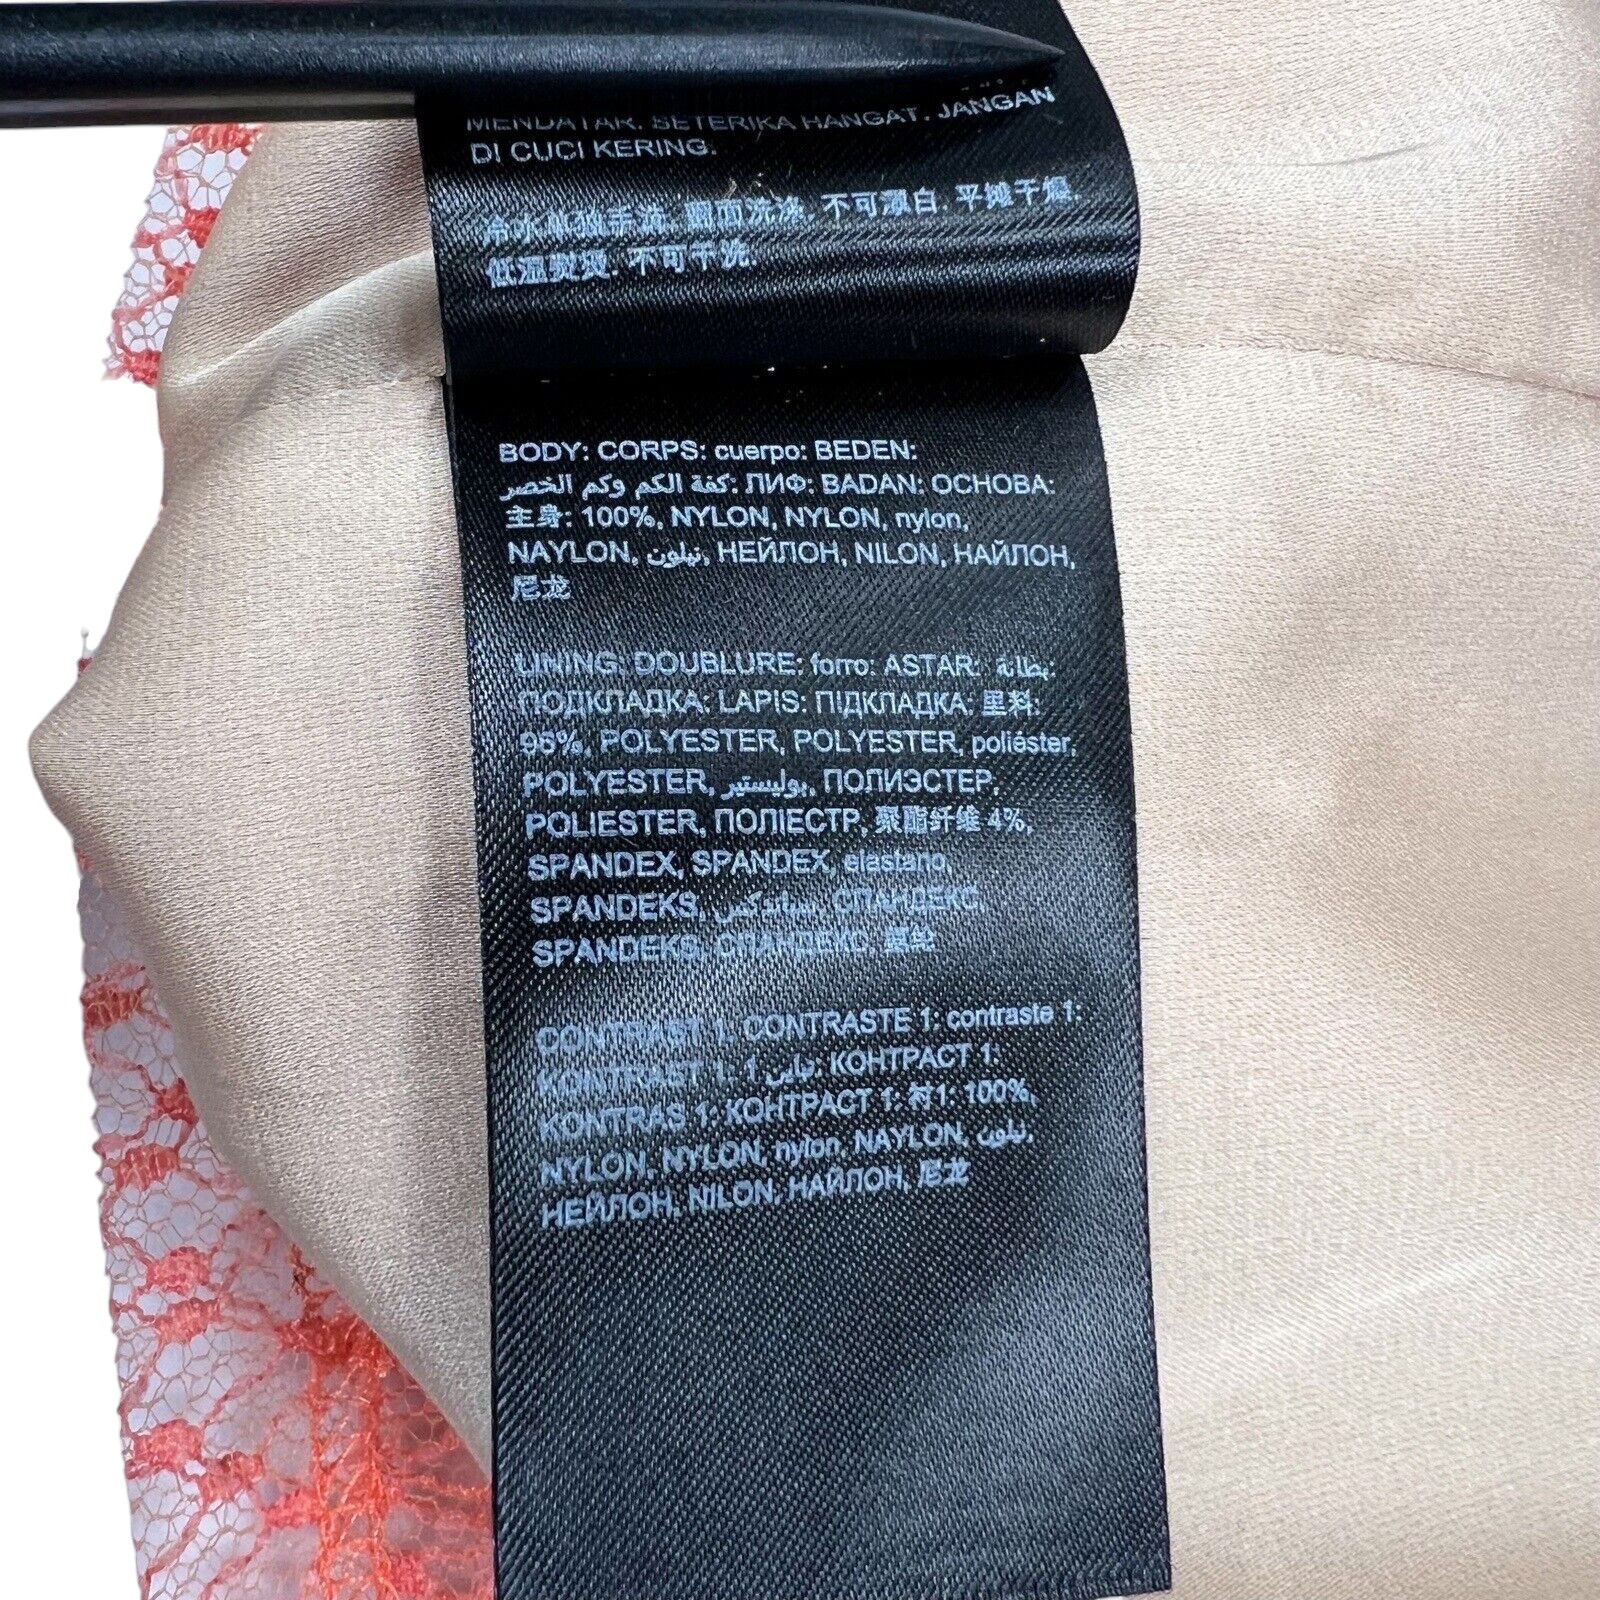 MENDATAR. SETERIKA HANGAT. JANGAN
DI CUCI KERING.
冷水单独手洗. 翻面洗涤. 不可漂白. 平摊干燥.
低温熨烫. 不可干洗.
BODY: CORPS: cuerpo: BEDEN:
كفة الكم وكم الخصر: ЛИФ: BADAN: ОСНОВА:
主身: 100%, NYLON, NYLON, nylon,
NAYLON, نيلون, НЕЙЛОН, NILON, НАЙЛОН,
尼龙
LINING: DOUBLURE: forro: ASTAR: بطانة:
ПОДКЛАДКА: LAPIS: ПІДКЛАДКА: 里料:
96%, POLYESTER, POLYESTER, poliéster,
POLYESTER, بوليستير, ПОЛИЭСТЕР,
POLIESTER, ПОЛІЕСТР, 聚酯纤维 4%,
SPANDEX, SPANDEX, elastano,
SPANDEKS, سباندكس, СПАНДЕКС,
SPANDEKS, СПАНДЕКС, 氨纶
CONTRAST 1: CONTRASTE 1: contraste 1:
KONTRAST 1: 1 تباين: КОНТРАСТ 1:
KONTRAS 1: КОНТРАСТ 1: 衬1: 100%,
NYLON, NYLON, nylon, NAYLON, نيلون,
НЕЙЛОН, NILON, НАЙЛОН, 尼龙